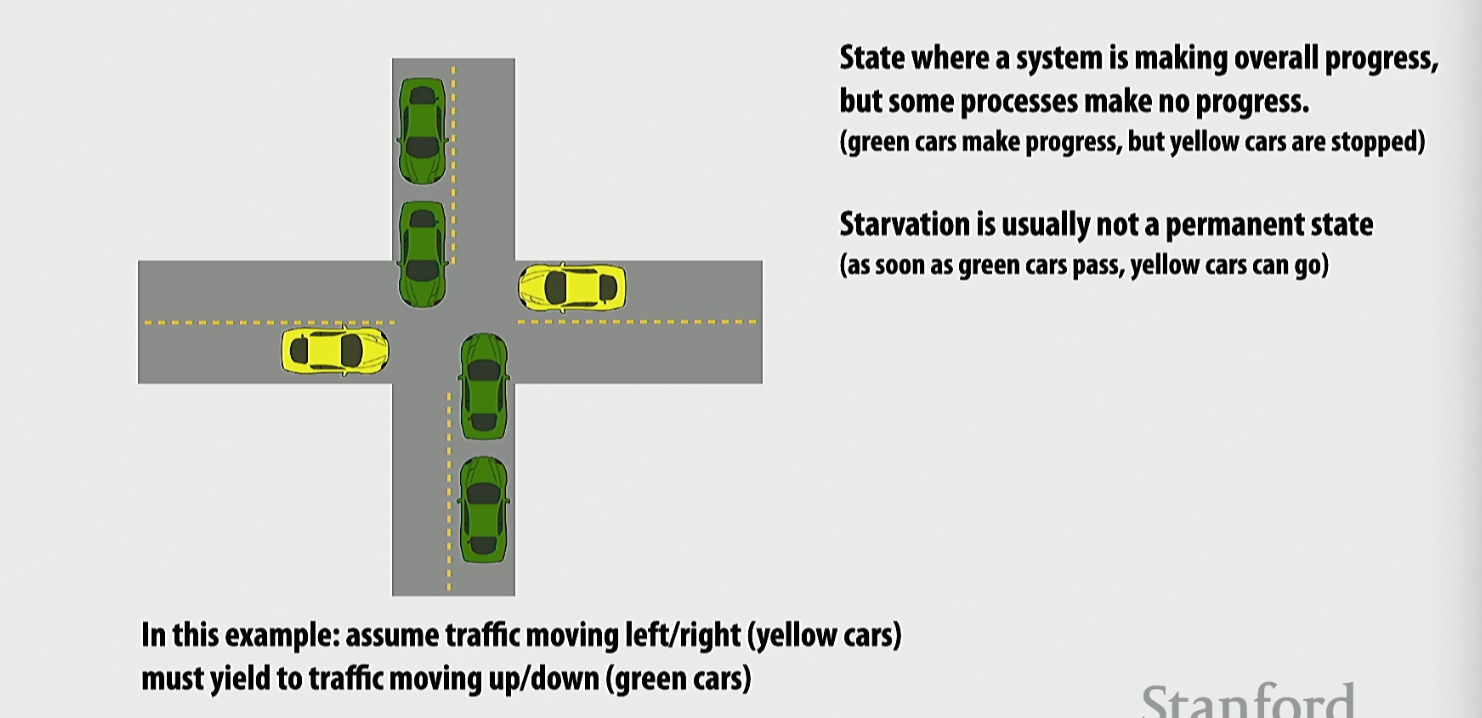 State where a system is making overall progress,
but some processes make no progress.
(green cars make progress, but yellow cars are stopped)
Starvation is usually not a permanent state
(as soon as green cars pass, yellow cars can go)
In this example: assume traffic moving left/right (yellow cars)
must yield to traffic moving up/down (green cars)
Stanford